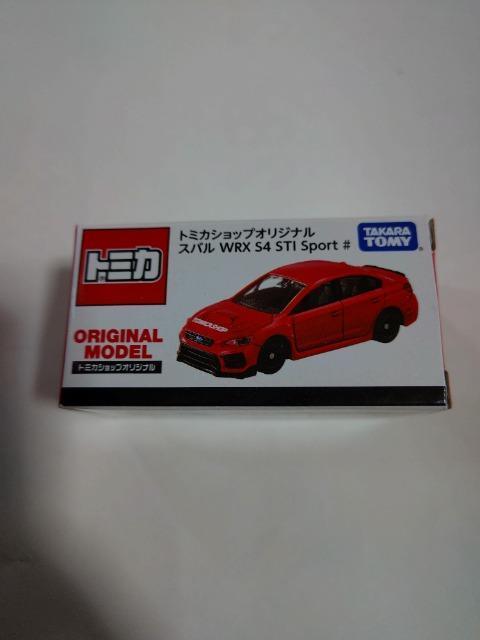 トミカショップオリジナル
スバル WRX S4 STI Sport #
TAKARA
TOMY
トミカ
ORIGINAL
MODEL
トミカショップオリジナル
TOMICA SHOP